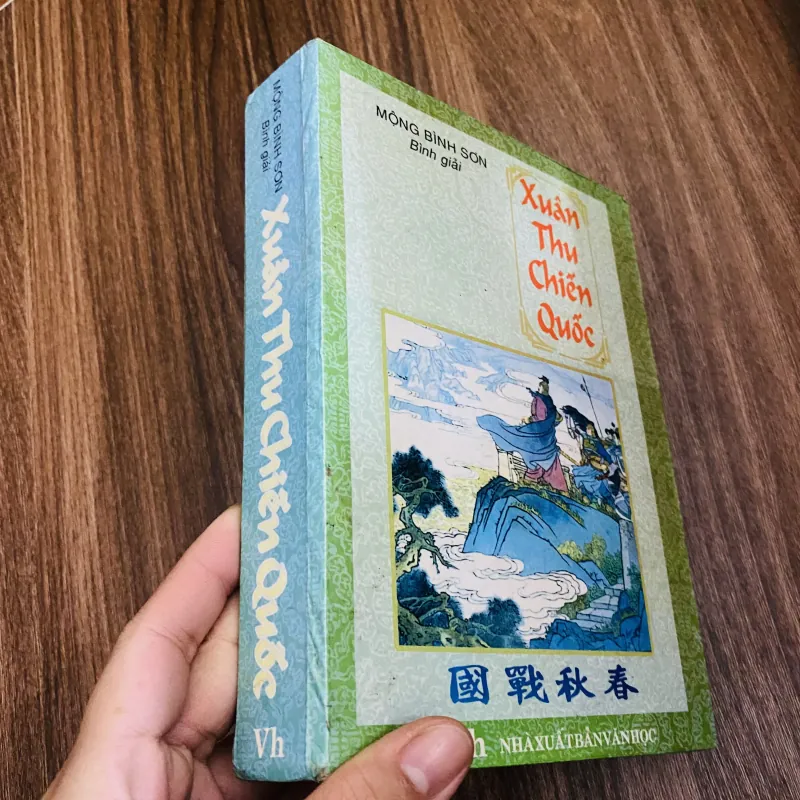 MỘNG BÌNH SƠN
Bình giải
Xuân Thu Chiến Quốc
Vh
MỘNG BÌNH SƠN
Bình giải
Xuân
Thu
Chiến
Quốc
國戰秋春
h NHÀ XUẤT BẢN VĂN HỌC